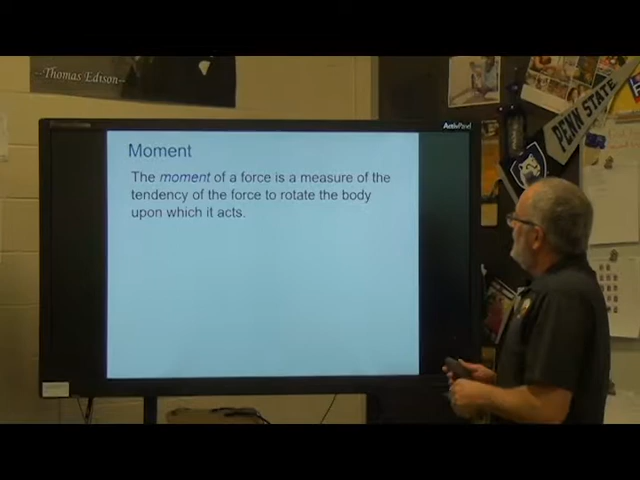 --Thomas Edison
ActivPanel
PENN STATE
Moment
The moment of a force is a measure of the
tendency of the force to rotate the body
upon which it acts.